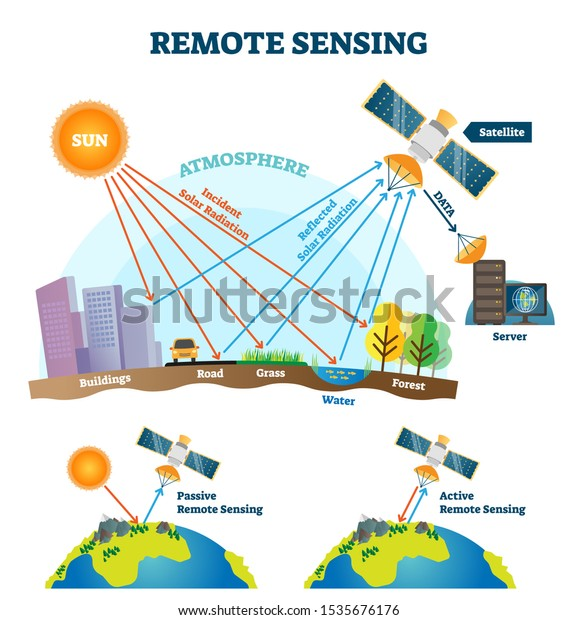 REMOTE SENSING
SUN
ATMOSPHERE
Satellite
Incident
Solar Radiation
Reflected
Solar Radiation
DATA
Server
Buildings
Road
Grass
Water
Forest
Passive
Remote Sensing
Active
Remote Sensing
shutterstock
shutterstock.com · 1535676176